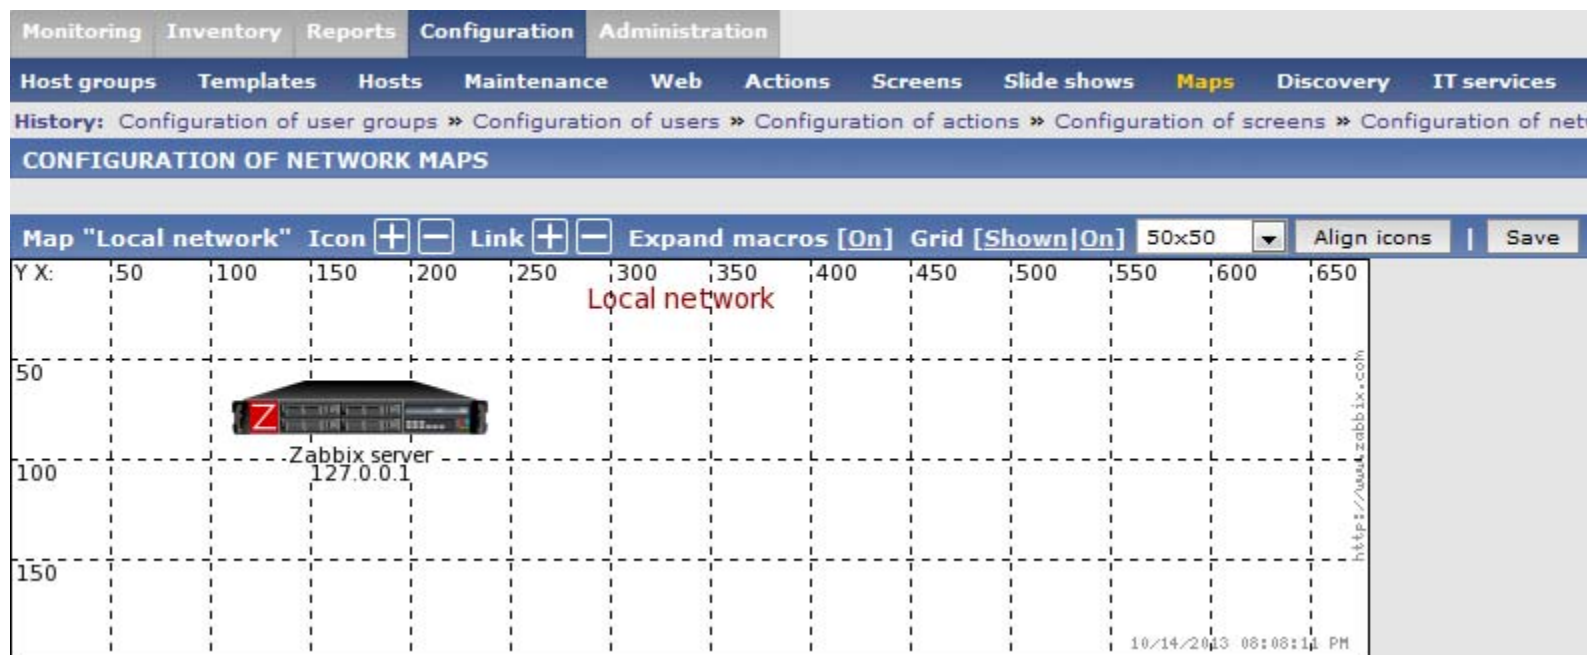 Monitoring Inventory Reports Configuration Administration
Host groups Templates Hosts Maintenance Web Actions Screens Slide shows Maps Discovery IT services
History: Configuration of user groups » Configuration of users » Configuration of actions » Configuration of screens » Configuration of net
CONFIGURATION OF NETWORK MAPS
Map "Local network" Icon + − Link + − Expand macros [On] Grid [Shown|On] 50x50 Align icons | Save
Y X: 50 100 150 200 250 300 350 400 450 500 550 600 650
Local network
50
Z
Zabbix server
100
127.0.0.1
http://www.zabbix.com
150
10/14/2013 08:08:11 PM